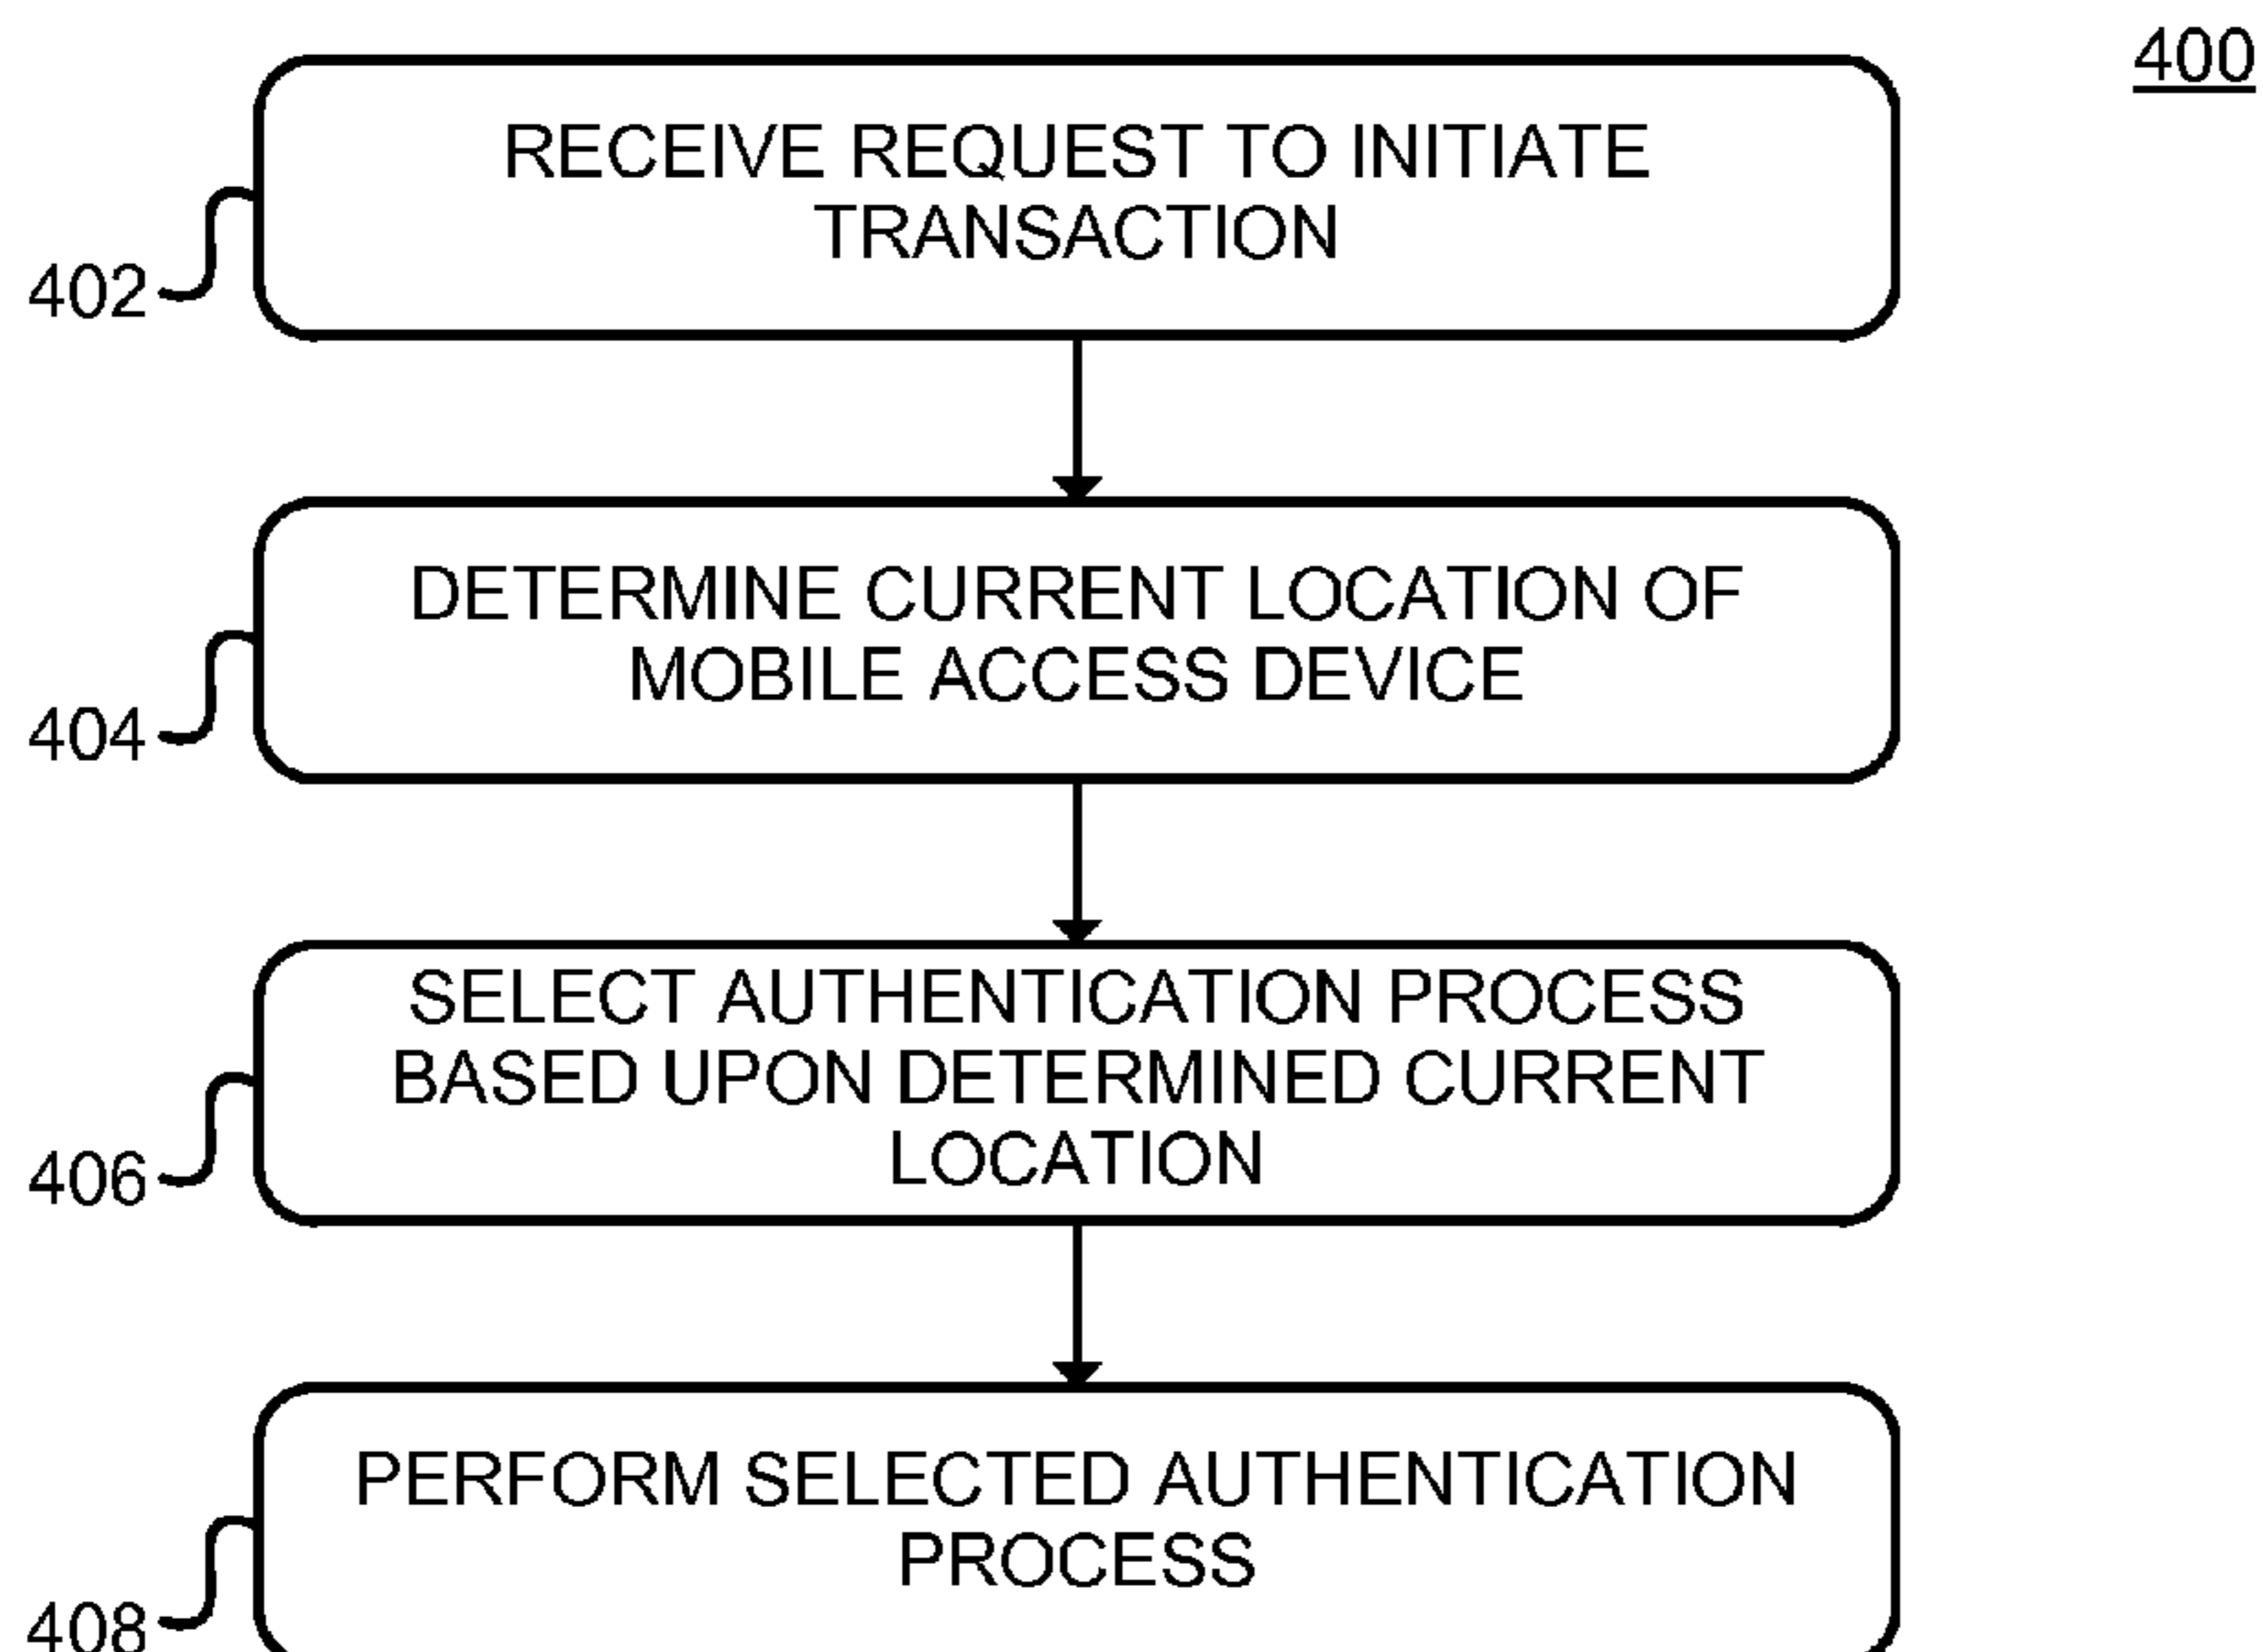 400
RECEIVE REQUEST TO INITIATE
TRANSACTION
402
DETERMINE CURRENT LOCATION OF
MOBILE ACCESS DEVICE
404
SELECT AUTHENTICATION PROCESS
BASED UPON DETERMINED CURRENT
LOCATION
406
PERFORM SELECTED AUTHENTICATION
PROCESS
408